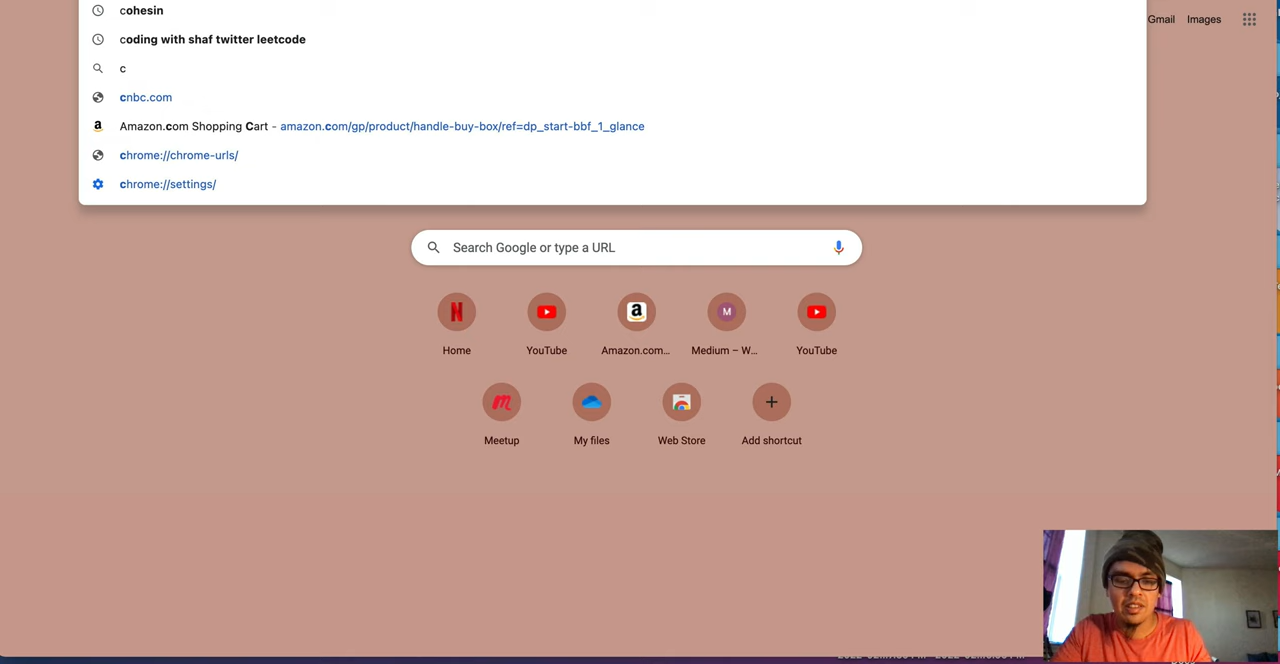 cohesin
Gmail Images
coding with shaf twitter leetcode
c
cnbc.com
Amazon.com Shopping Cart - amazon.com/gp/product/handle-buy-box/ref=dp_start-bbf_1_glance
chrome://chrome-urls/
chrome://settings/
Search Google or type a URL
Home YouTube Amazon.com... Medium – W... YouTube
Meetup My files Web Store Add shortcut